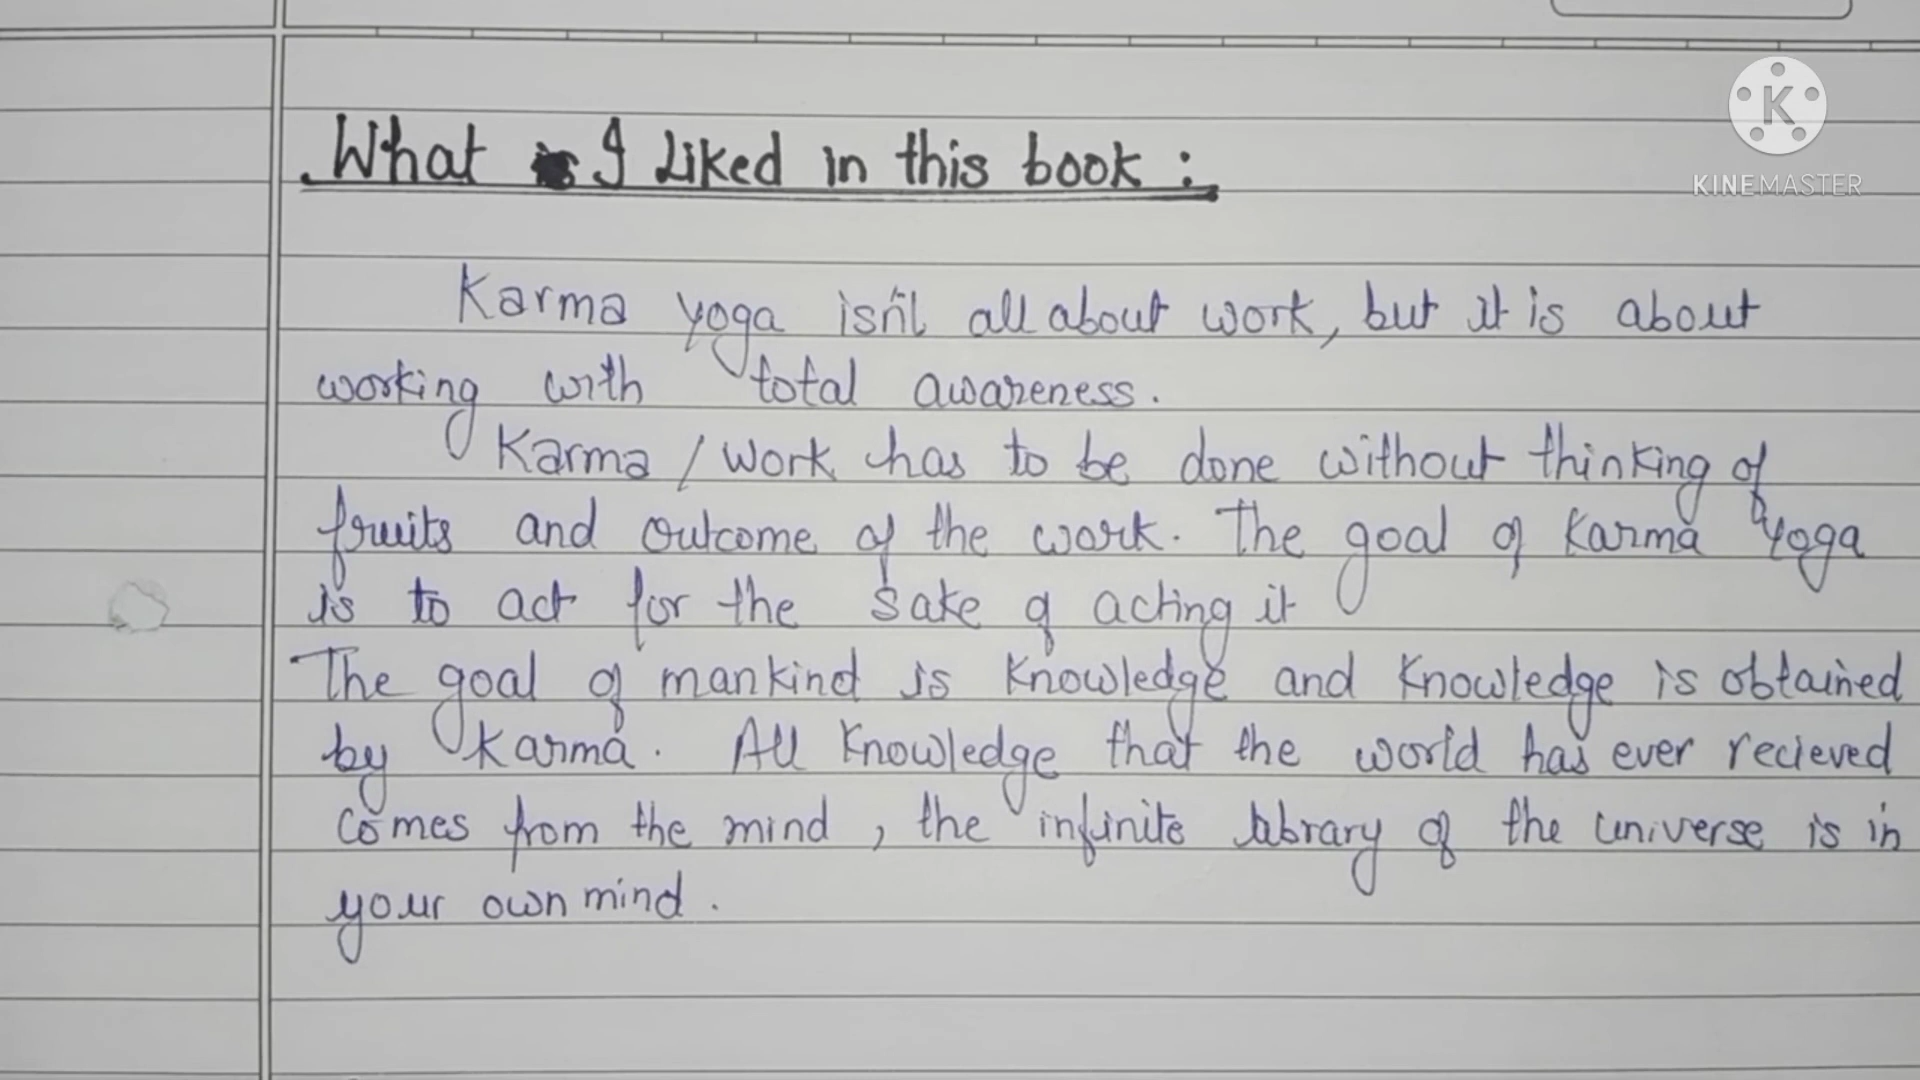 What I Liked in this book :
K
KINEMASTER
Karma yoga isn't all about work, but it is about
working with total awareness.
Karma / Work has to be done without thinking of
fruits and outcome of the work. The goal of Karma Yoga
is to act for the sake of acting it
The goal of mankind is Knowledge and Knowledge is obtained
by Karma. All Knowledge that the world has ever recieved
comes from the mind, the infinite library of the universe is in
your own mind.